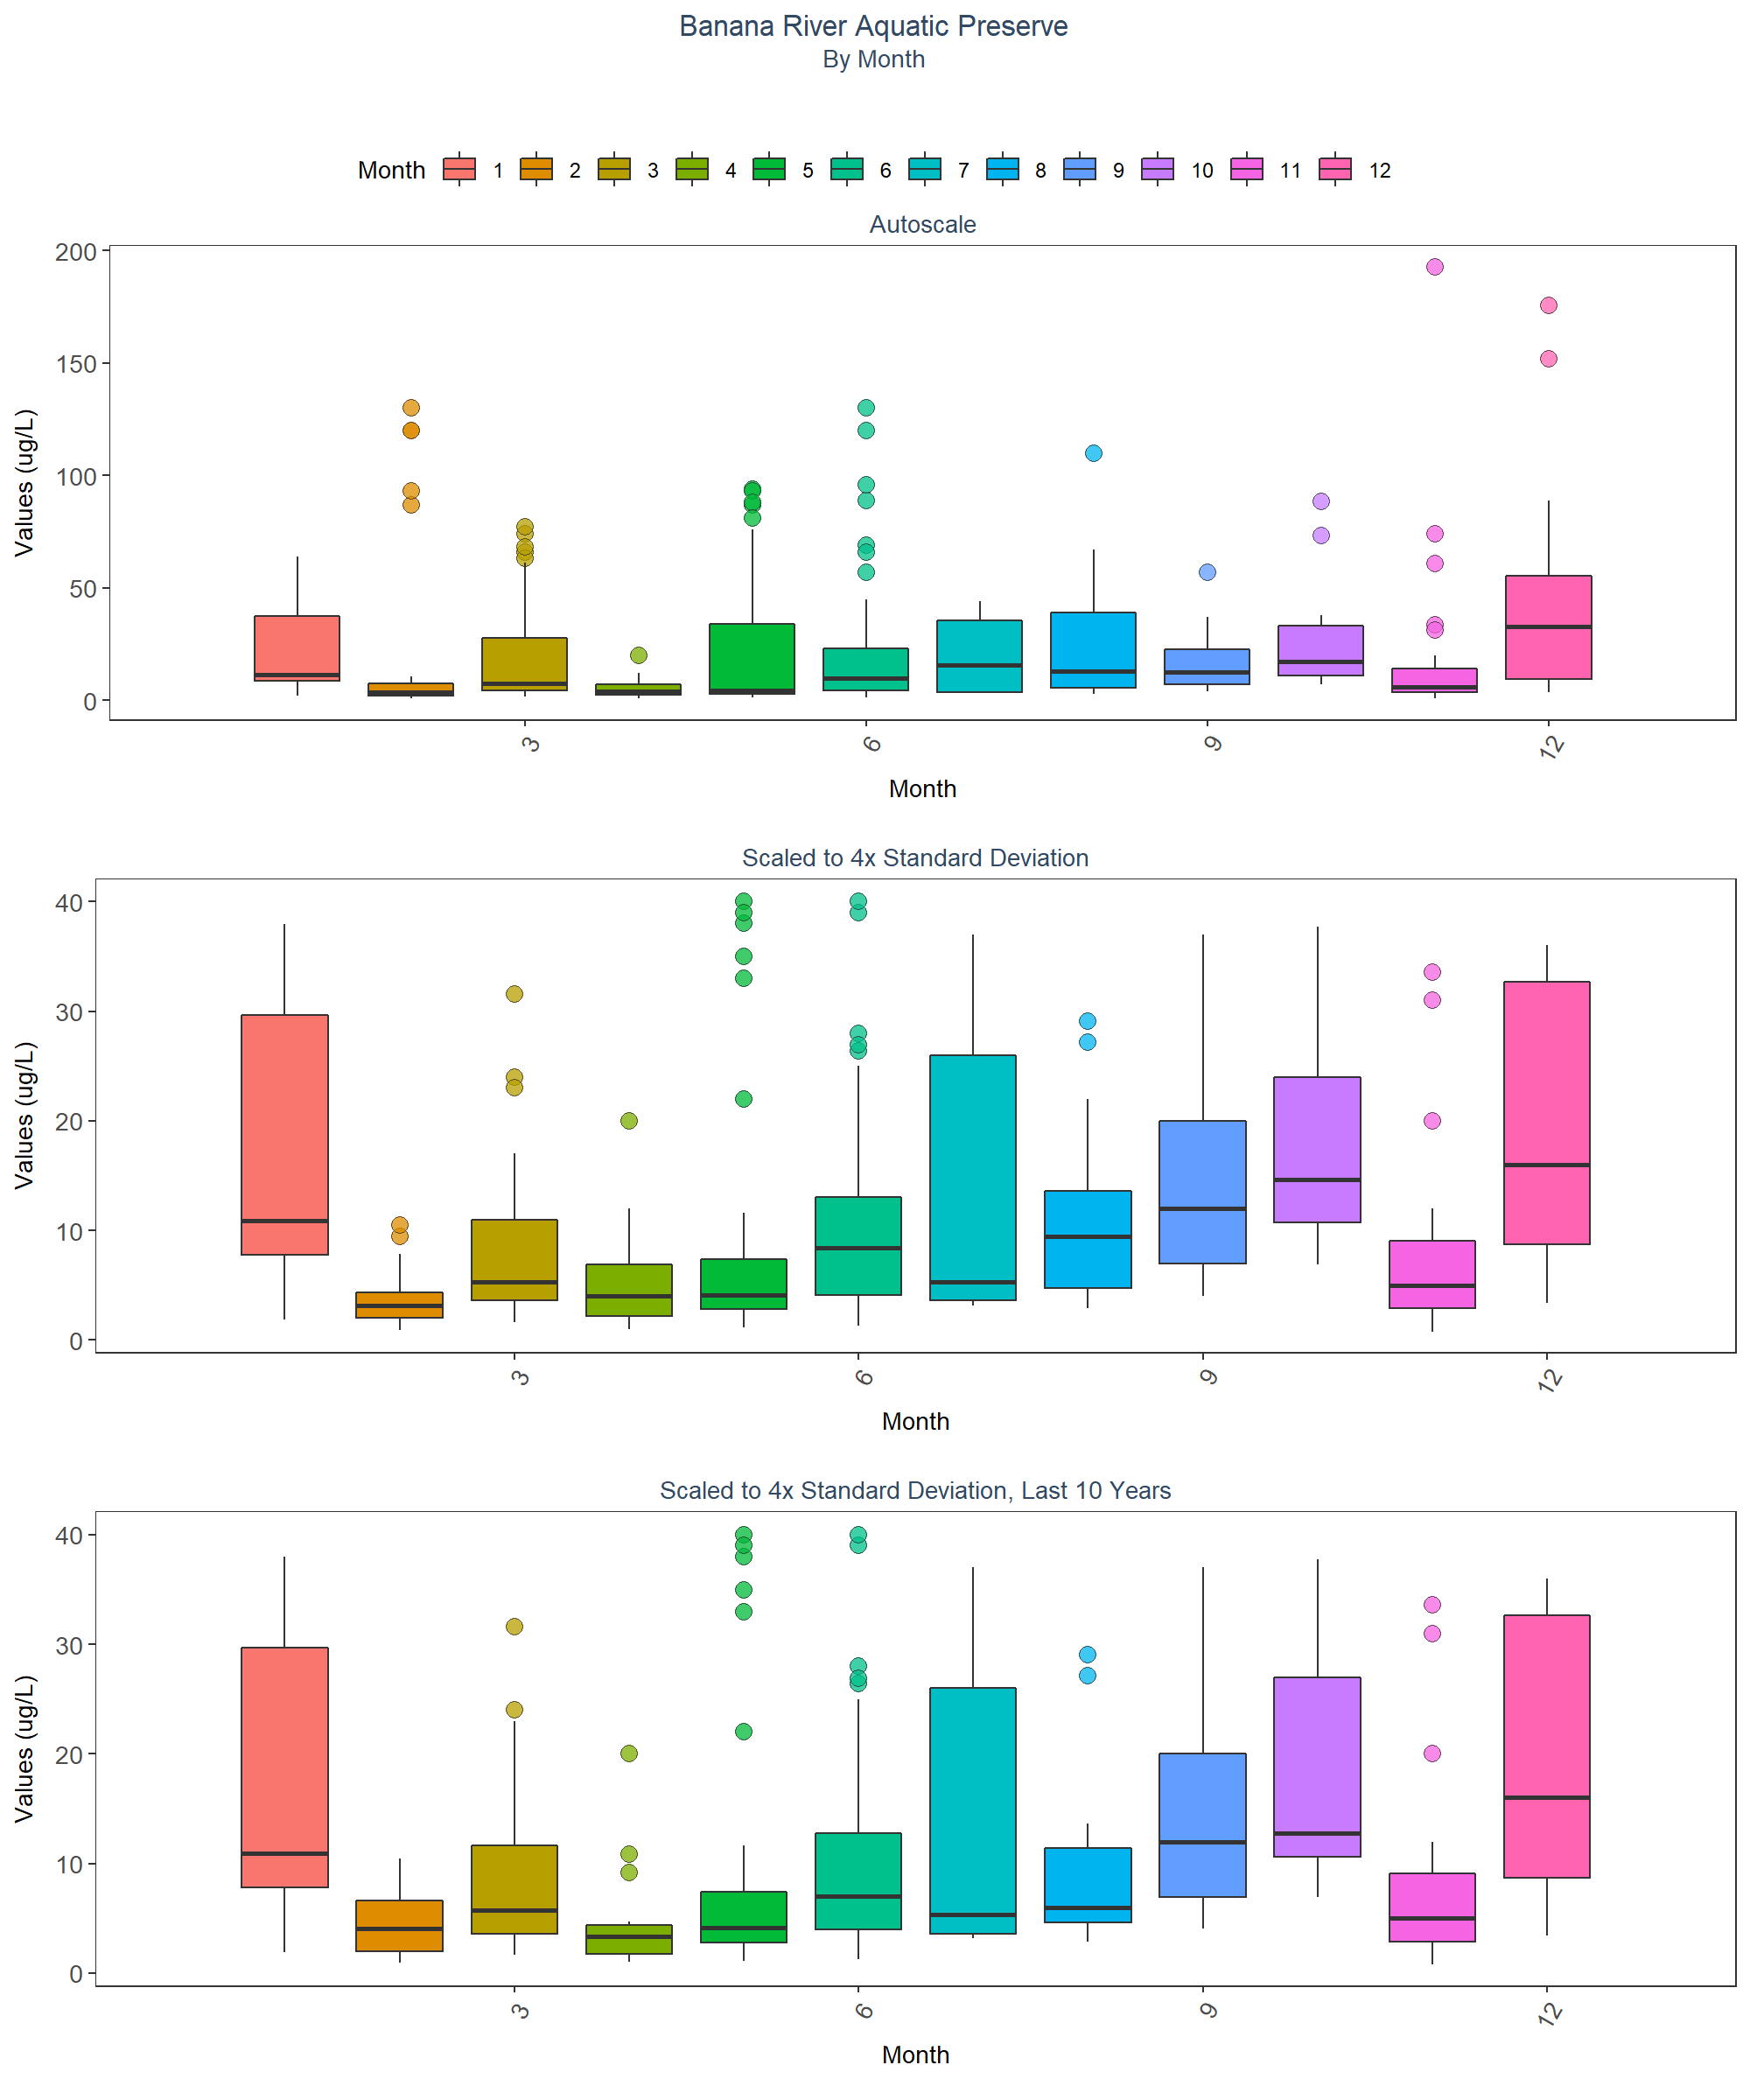 Banana River Aquatic Preserve
By Month
Month 1 2 3 4 5 6 7 8 9 10 11 12
Autoscale
Values (ug/L)
200
150
100
50
0
3 6 9 12
Month
Scaled to 4x Standard Deviation
Values (ug/L)
40
30
20
10
0
3 6 9 12
Month
Scaled to 4x Standard Deviation, Last 10 Years
Values (ug/L)
40
30
20
10
0
3 6 9 12
Month